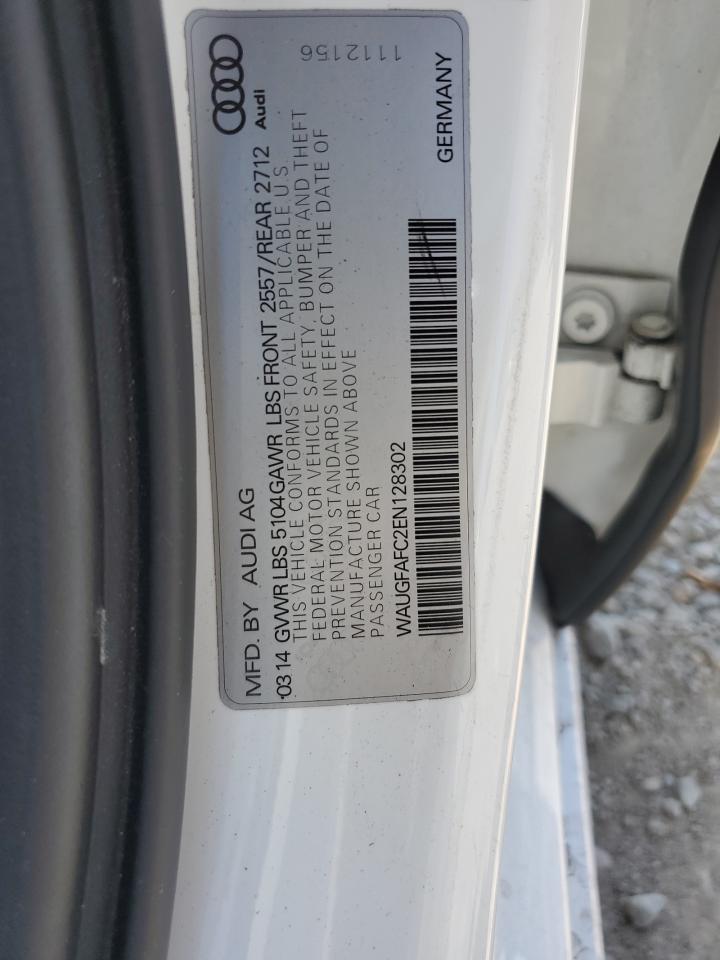 MFD. BY AUDI AG
Audi
03 14 GVWR LBS 5104 GAWR LBS FRONT 2557/REAR 2712
THIS VEHICLE CONFORMS TO ALL APPLICABLE U.S.
FEDERAL MOTOR VEHICLE SAFETY, BUMPER AND THEFT
PREVENTION STANDARDS IN EFFECT ON THE DATE OF
MANUFACTURE SHOWN ABOVE
1112156
PASSENGER CAR
WAUGFAFC2EN128302
GERMANY